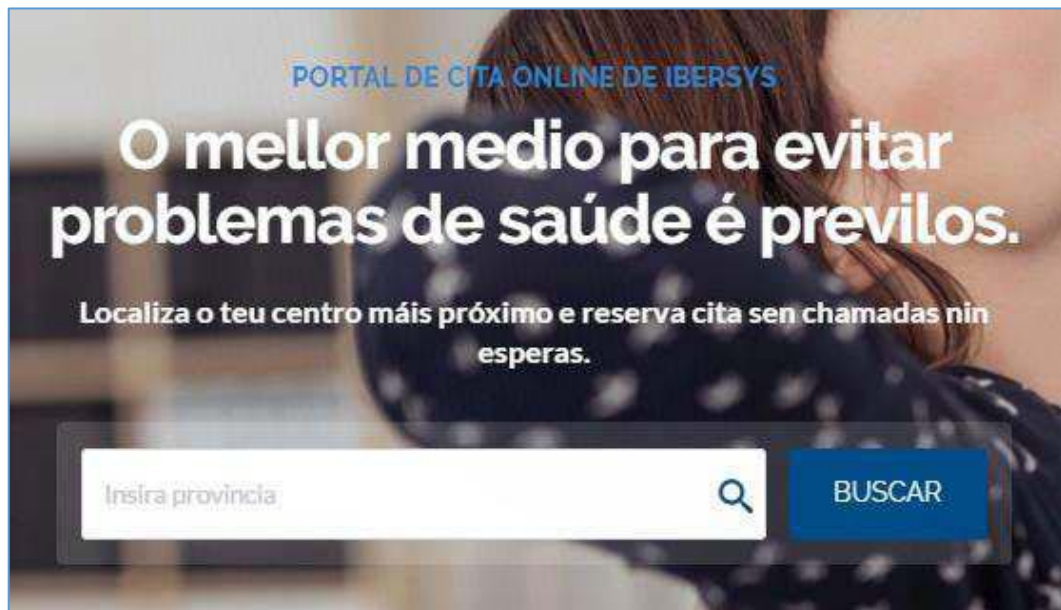 PORTAL DE CITA ONLINE DE IBERSYS
O mellor medio para evitar
problemas de saúde é previlos.
Localiza o teu centro máis próximo e reserva cita sen chamadas nin
esperas.
Insira provincia
BUSCAR